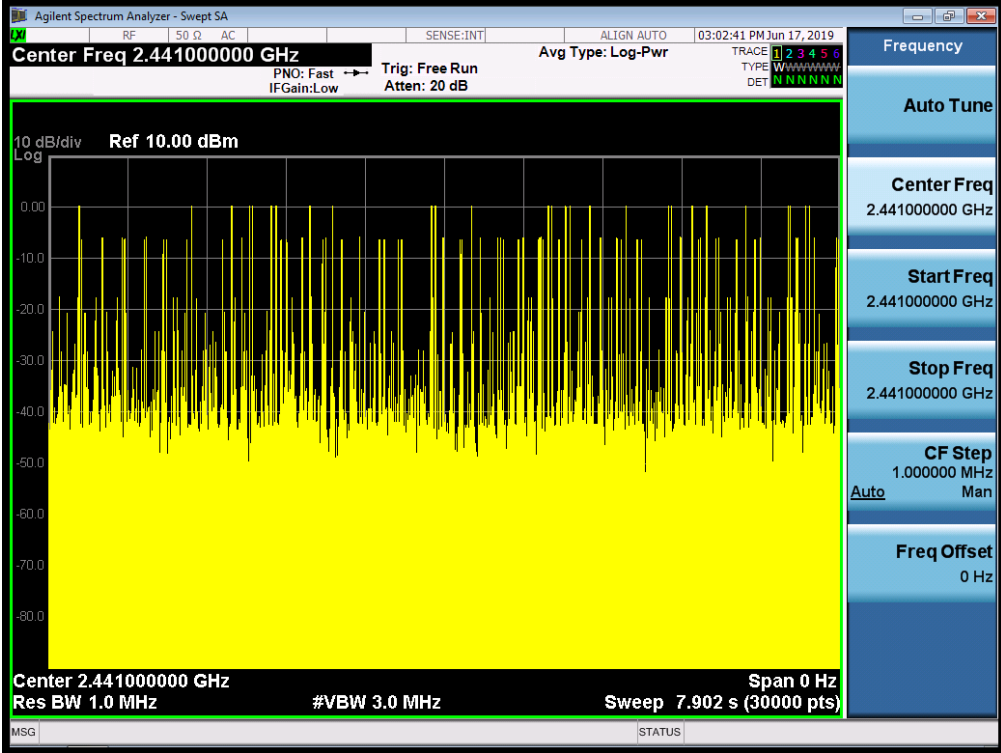 Agilent Spectrum Analyzer - Swept SA
LXI RF 50 Ω AC SENSE:INT ALIGN AUTO 03:02:41 PM Jun 17, 2019
Center Freq 2.441000000 GHz
PNO: Fast
IFGain:Low
Trig: Free Run
Atten: 20 dB
Avg Type: Log-Pwr
TRACE 1 2 3 4 5 6
TYPE WWWWWW
DET N N N N N N
10 dB/div Ref 10.00 dBm
Log
0.00
-10.0
-20.0
-30.0
-40.0
-50.0
-60.0
-70.0
-80.0
Center 2.441000000 GHz Span 0 Hz
Res BW 1.0 MHz #VBW 3.0 MHz Sweep 7.902 s (30000 pts)
MSG STATUS
Frequency
Auto Tune
Center Freq
2.441000000 GHz
Start Freq
2.441000000 GHz
Stop Freq
2.441000000 GHz
CF Step
1.000000 MHz
Auto Man
Freq Offset
0 Hz